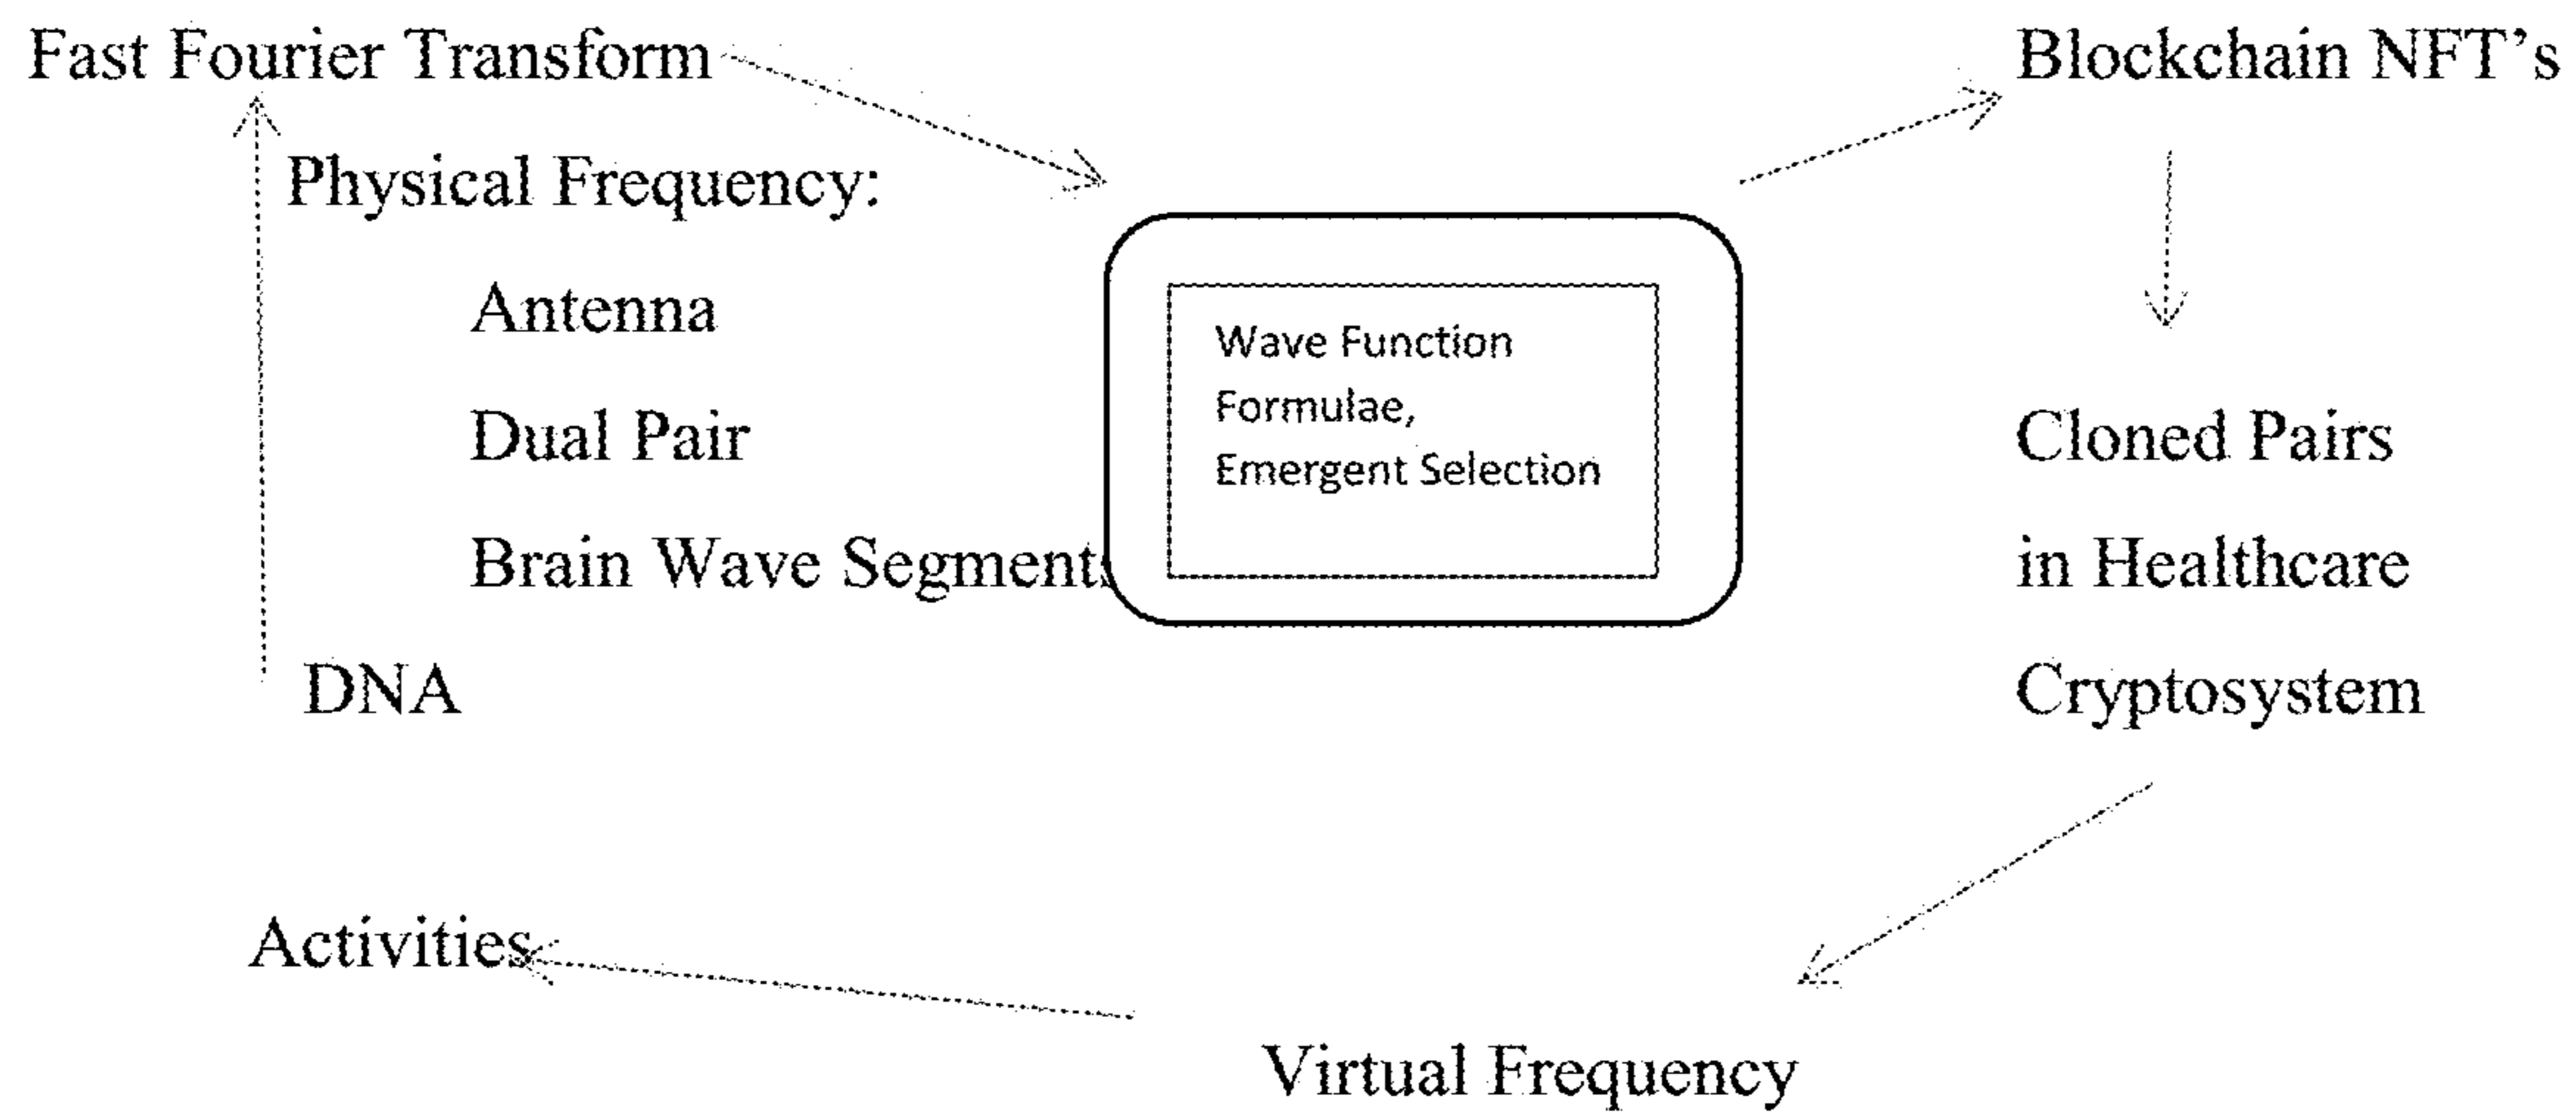 Fast Fourier Transform
Blockchain NFT’s
Physical Frequency:
Antenna
Dual Pair
Brain Wave Segments
DNA
Wave Function
Formulae,
Emergent Selection
Cloned Pairs
in Healthcare
Cryptosystem
Activities
Virtual Frequency